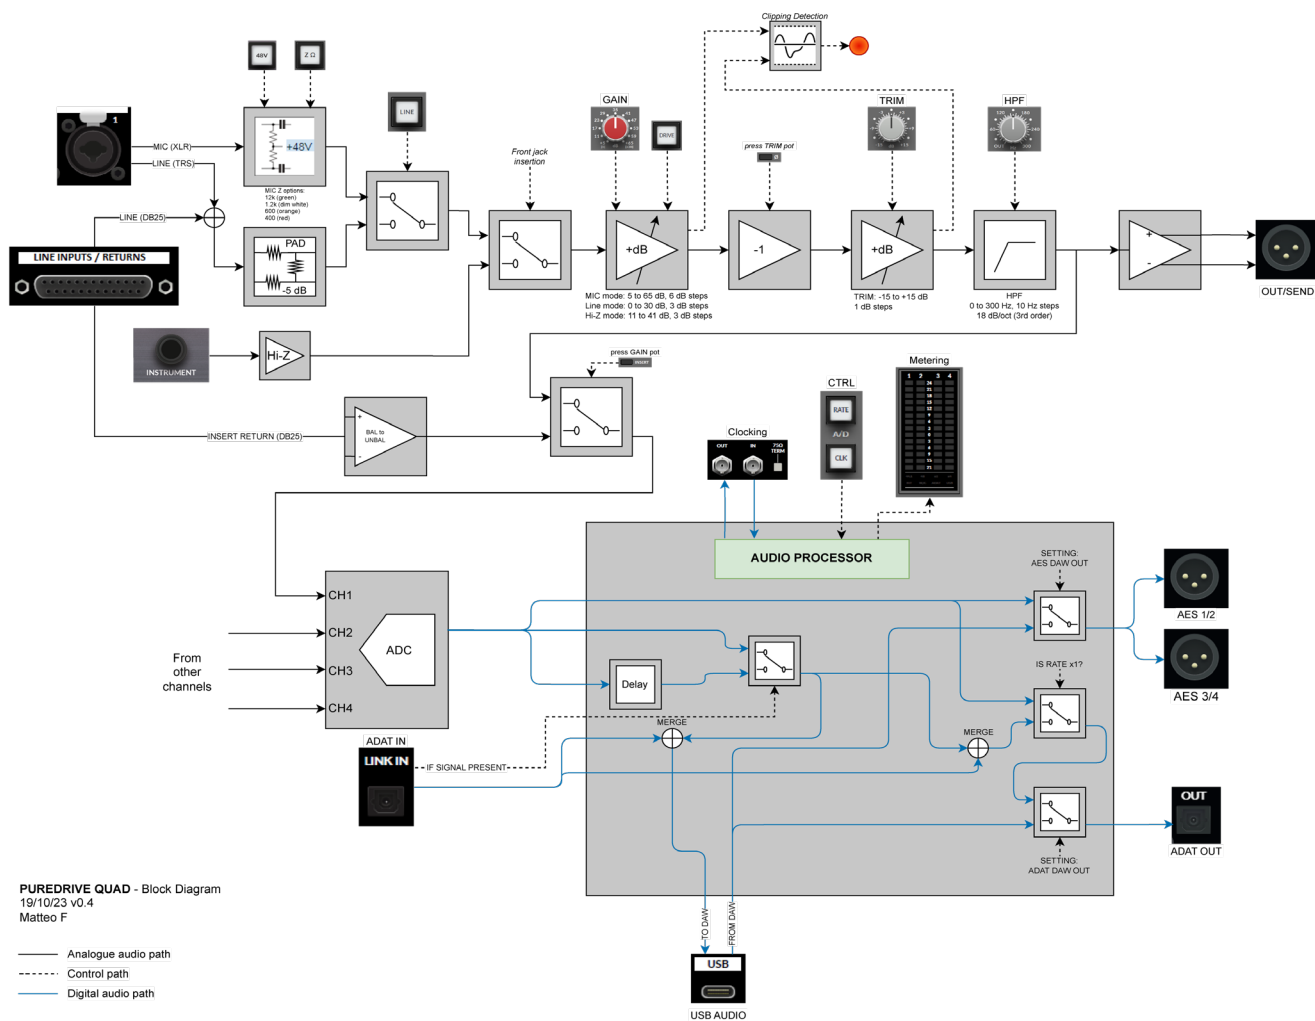 Clipping Detection
48V
Z Ω
LINE
GAIN
DRIVE
TRIM
HPF
1
MIC (XLR)
LINE (TRS)
+48V
MIC Z options:
12k (green)
1.2k (dim white)
600 (orange)
400 (red)
Front jack
insertion
press TRIM pot
Ø
LINE (DB25)
PAD
-5 dB
LINE INPUTS / RETURNS
+dB
-1
+dB
+
-
OUT/SEND
MIC mode: 5 to 65 dB, 6 dB steps
Line mode: 0 to 30 dB, 3 dB steps
Hi-Z mode: 11 to 41 dB, 3 dB steps
TRIM: -15 to +15 dB
1 dB steps
HPF
0 to 300 Hz, 10 Hz steps
18 dB/oct (3rd order)
INSTRUMENT
Hi-Z
press GAIN pot
INSERT
Metering
1 2 3 4
CTRL
RATE
A/D
CLK
INSERT RETURN (DB25)
+
BAL to
UNBAL
-
Clocking
OUT
IN
75Ω
TERM
AUDIO PROCESSOR
SETTING:
AES DAW OUT
AES 1/2
CH1
CH2
CH3
CH4
ADC
From
other
channels
Delay
IS RATE x1?
AES 3/4
MERGE
MERGE
ADAT IN
LINK IN
IF SIGNAL PRESENT
OUT
ADAT OUT
SETTING:
ADAT DAW OUT
PUREDRIVE QUAD - Block Diagram
19/10/23 v0.4
Matteo F
TO DAW
FROM DAW
Analogue audio path
Control path
Digital audio path
USB
USB AUDIO